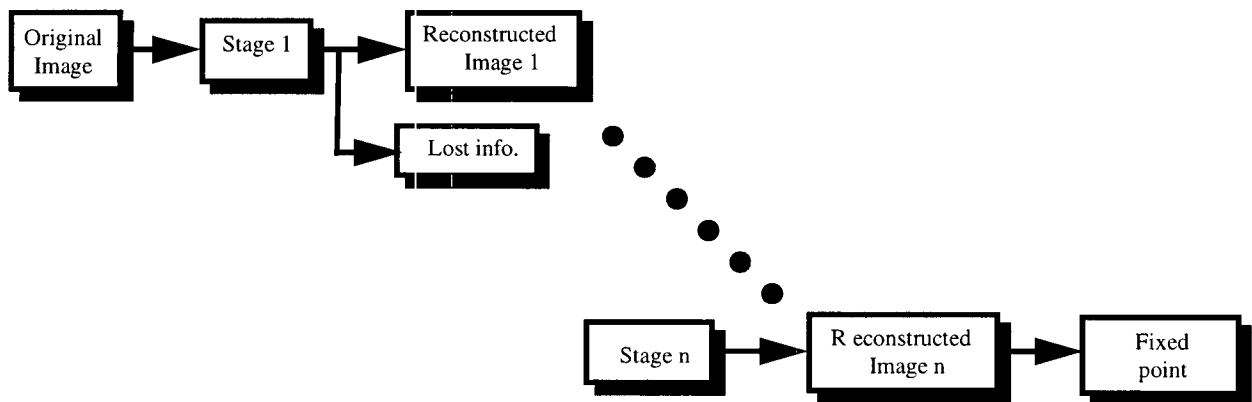 Original
Image
Stage 1
Reconstructed
Image 1
Lost info.
Stage n
R econstructed
Image n
Fixed
point